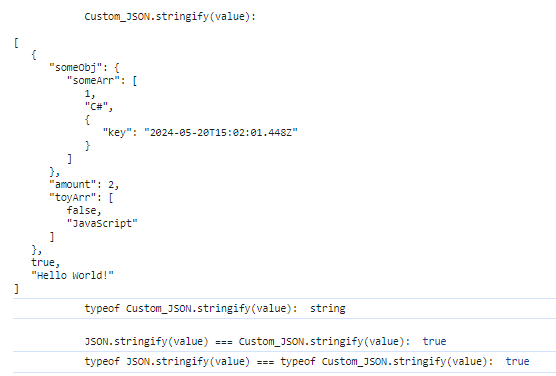 Custom_JSON.stringify(value):
[
{
"someObj": {
"someArr": [
1,
"C#",
{
"key": "2024-05-20T15:02:01.448Z"
}
]
},
"amount": 2,
"toyArr": [
false,
"JavaScript"
]
},
true,
"Hello World!"
]
typeof Custom_JSON.stringify(value):  string
JSON.stringify(value) === Custom_JSON.stringify(value):  true
typeof JSON.stringify(value) === typeof Custom_JSON.stringify(value):  true